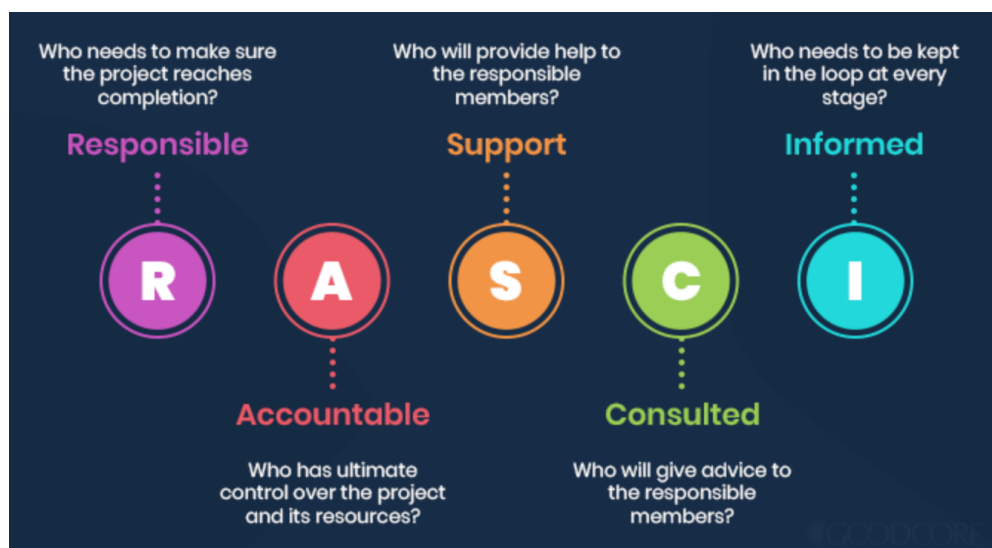 Who needs to make sure
the project reaches
completion?
Responsible
Who will provide help to
the responsible
members?
Support
Who needs to be kept
in the loop at every
stage?
Informed
R
A
S
C
I
Accountable
Who has ultimate
control over the project
and its resources?
Consulted
Who will give advice to
the responsible
members?
GOODCORE